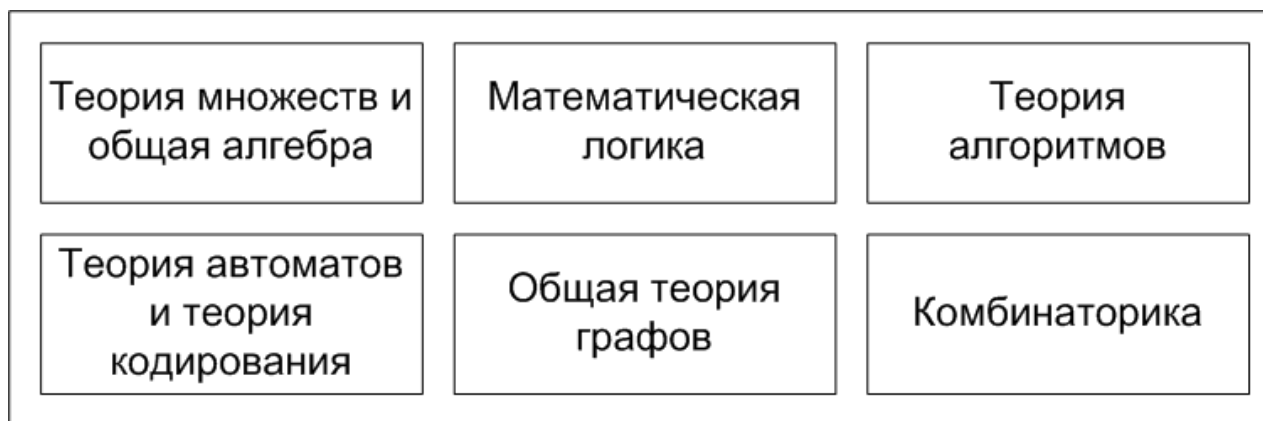 Теория множеств и
общая алгебра
Математическая
логика
Теория
алгоритмов
Теория автоматов
и теория
кодирования
Общая теория
графов
Комбинаторика